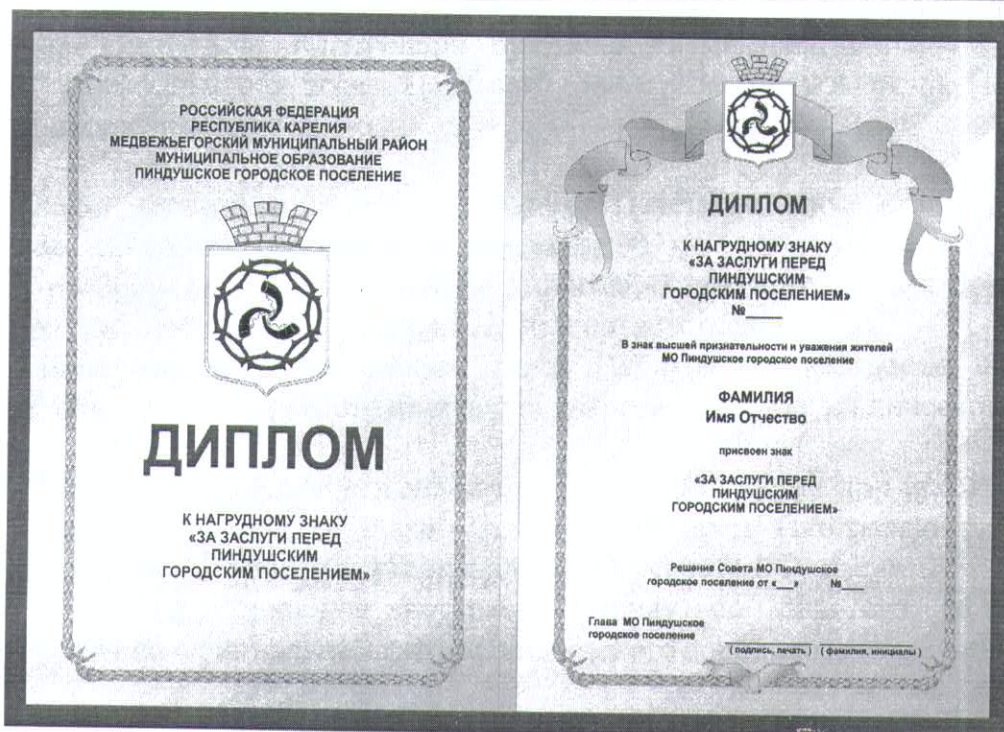 РОССИЙСКАЯ ФЕДЕРАЦИЯ
РЕСПУБЛИКА КАРЕЛИЯ
МЕДВЕЖЬЕГОРСКИЙ МУНИЦИПАЛЬНЫЙ РАЙОН
МУНИЦИПАЛЬНОЕ ОБРАЗОВАНИЕ
ПИНДУШСКОЕ ГОРОДСКОЕ ПОСЕЛЕНИЕ
ДИПЛОМ
К НАГРУДНОМУ ЗНАКУ
«ЗА ЗАСЛУГИ ПЕРЕД
ПИНДУШСКИМ
ГОРОДСКИМ ПОСЕЛЕНИЕМ»
ДИПЛОМ
К НАГРУДНОМУ ЗНАКУ
«ЗА ЗАСЛУГИ ПЕРЕД
ПИНДУШСКИМ
ГОРОДСКИМ ПОСЕЛЕНИЕМ»
№_____
В знак высшей признательности и уважения жителей
МО Пиндушское городское поселение
ФАМИЛИЯ
Имя Отчество
присвоен знак
«ЗА ЗАСЛУГИ ПЕРЕД
ПИНДУШСКИМ
ГОРОДСКИМ ПОСЕЛЕНИЕМ»
Решение Совета МО Пиндушское
городское поселение от «___» №____
Глава МО Пиндушское
городское поселение
( подпись, печать ) ( фамилия, инициалы )